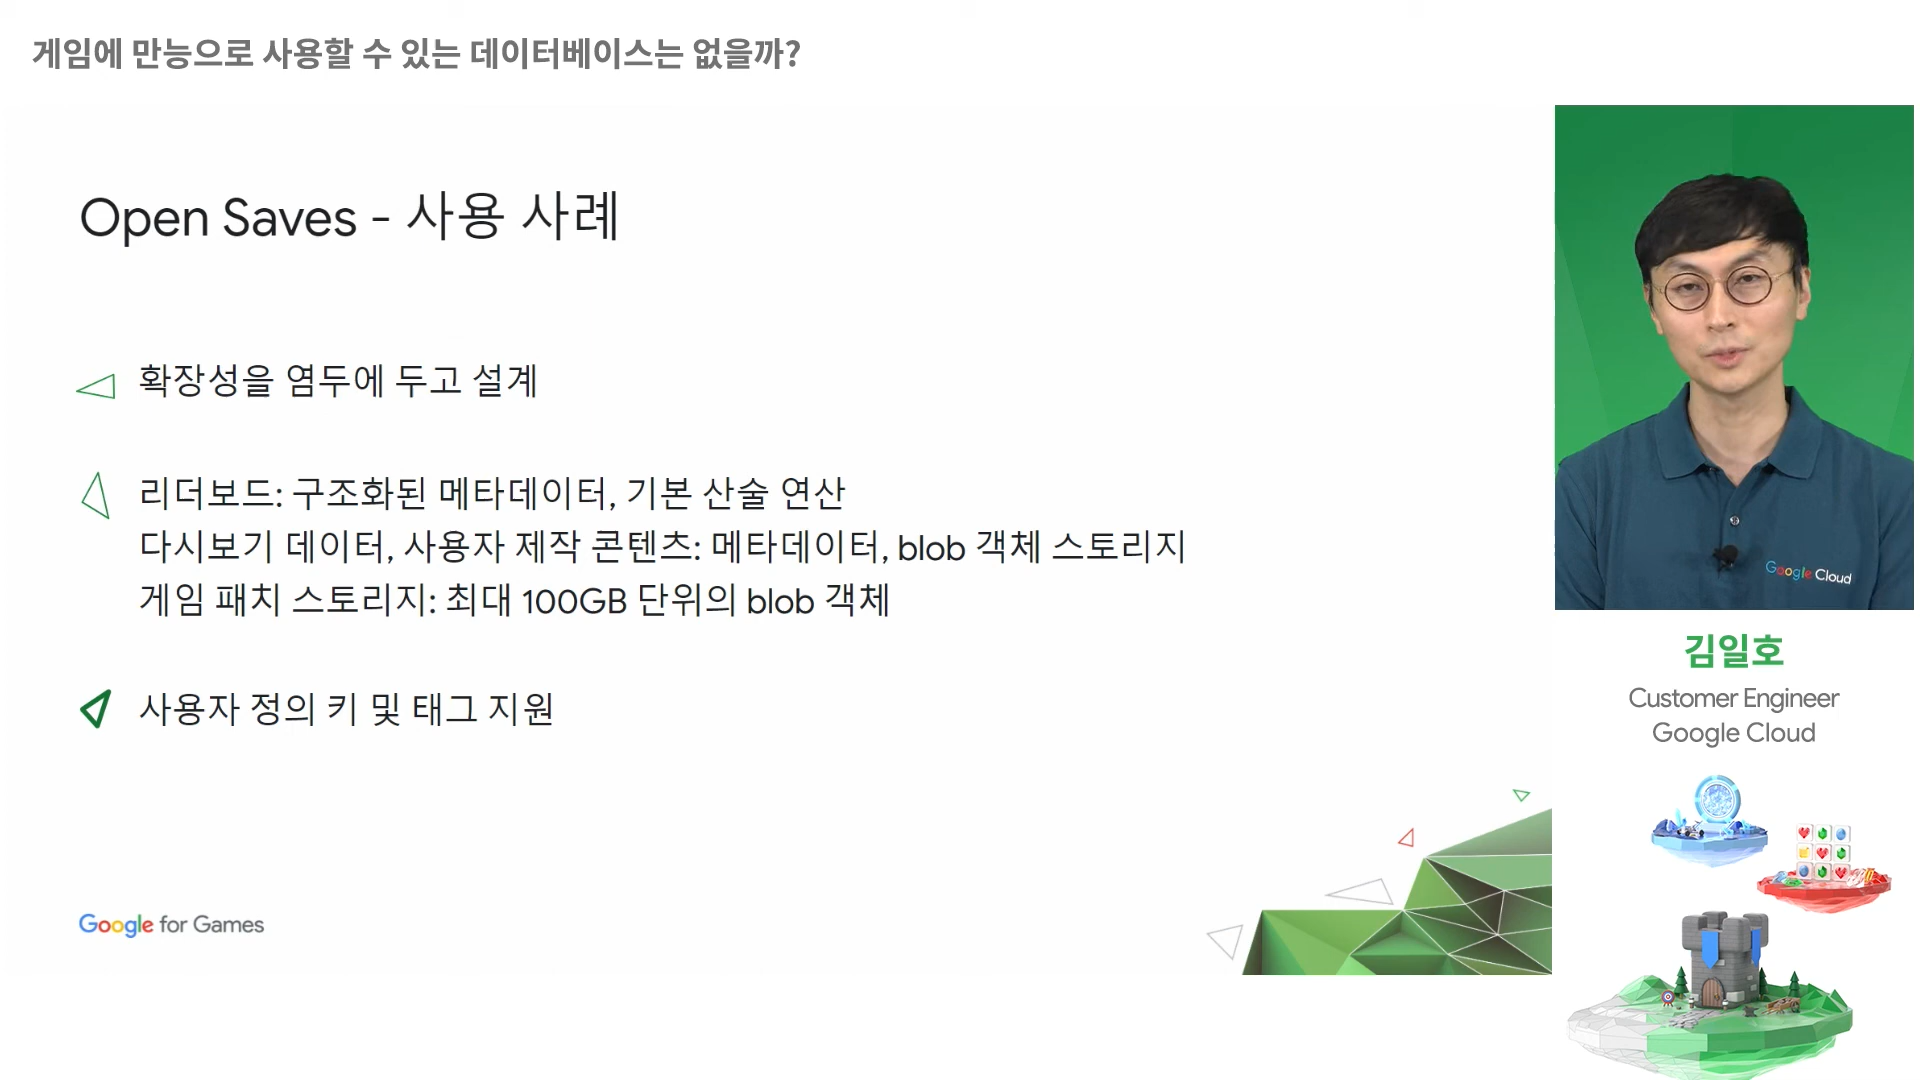 게임에 만능으로 사용할 수 있는 데이터베이스는 없을까?
Open Saves - 사용 사례
확장성을 염두에 두고 설계
리더보드: 구조화된 메타데이터, 기본 산술 연산
다시보기 데이터, 사용자 제작 콘텐츠: 메타데이터, blob 객체 스토리지
게임 패치 스토리지: 최대 100GB 단위의 blob 객체
사용자 정의 키 및 태그 지원
Google for Games
Google Cloud
김일호
Customer Engineer
Google Cloud